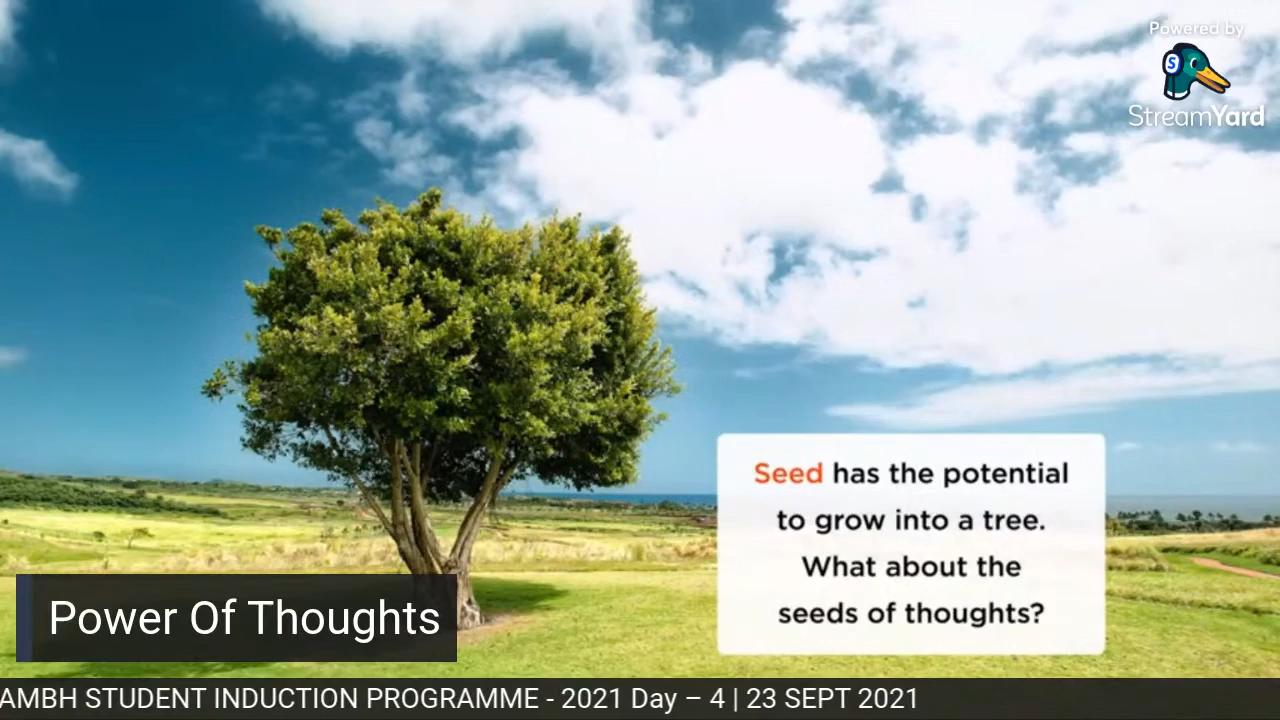 Powered by
StreamYard
Seed has the potential
to grow into a tree.
What about the
seeds of thoughts?
Power Of Thoughts
AMBH STUDENT INDUCTION PROGRAMME - 2021 Day – 4 | 23 SEPT 2021